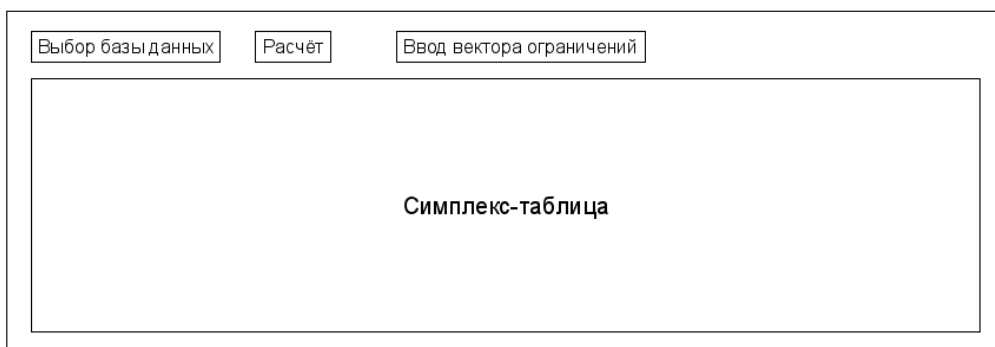 Выбор базы данных
Расчёт
Ввод вектора ограничений
Симплекс-таблица